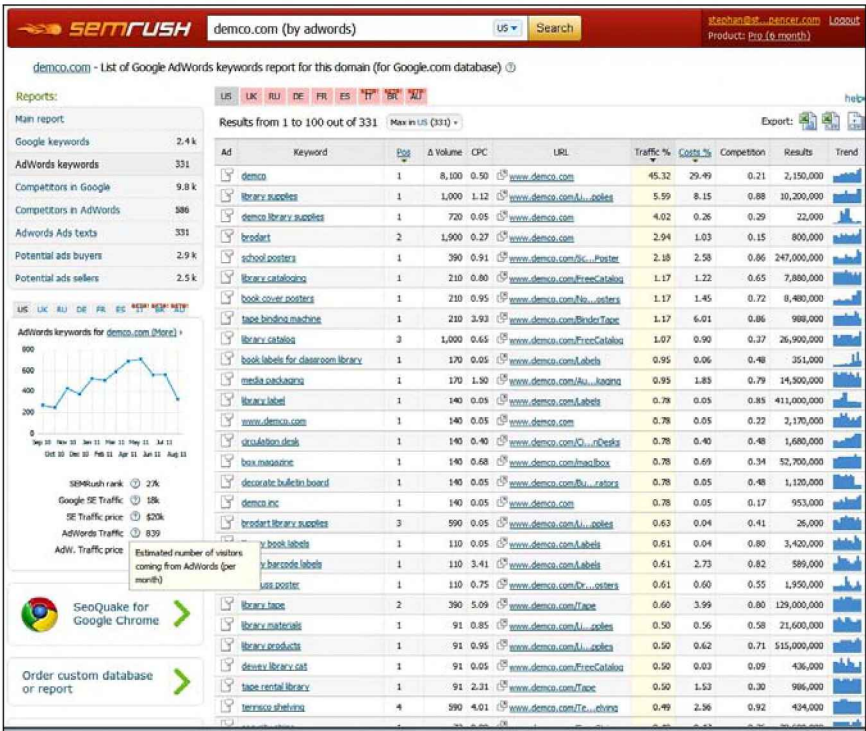 semrush
demco.com (by adwords) US Search
stephan@st...pencer.com Logout
Product: Pro (6 month)
demco.com - List of Google AdWords keywords report for this domain (for Google.com database)
Reports:
Main report
Google keywords 2.4 k
AdWords keywords 331
Competitors in Google 9.8 k
Competitors in AdWords 586
Adwords Ads texts 331
Potential ads buyers 2.9 k
Potential ads sellers 2.5 k
US UK RU DE FR ES IT BR AU
AdWords keywords for demco.com (More)
800
600
400
200
0
Sep 10 Nov 10 Jan 11 Mar 11 May 11 Jul 11
Oct 10 Dec 10 Feb 11 Apr 11 Jun 11 Aug 11
SEMRush rank 27k
Google SE Traffic 18k
SE Traffic price $20k
AdWords Traffic 839
AdW. Traffic price
Estimated number of visitors
coming from AdWords (per
month)
SeoQuake for
Google Chrome
Order custom database
or report
US UK RU DE FR ES IT BR AU
Results from 1 to 100 out of 331 Max in US (331)
Export:
Ad Keyword Pos Δ Volume CPC URL Traffic % Costs % Competition Results Trend
demco 1 8,100 0.50 www.demco.com 45.32 29.49 0.21 2,150,000
library supplies 1 1,000 1.12 www.demco.com/Li...pplies 5.59 8.15 0.88 10,200,000
demco library supplies 1 720 0.05 www.demco.com 4.02 0.26 0.29 22,000
brodart 2 1,900 0.27 www.demco.com 2.94 1.03 0.15 800,000
school posters 1 390 0.91 www.demco.com/Sc...Poster 2.18 2.58 0.86 247,000,000
library cataloging 1 210 0.80 www.demco.com/FreeCatalog 1.17 1.22 0.65 7,880,000
book cover posters 1 210 0.95 www.demco.com/No...osters 1.17 1.45 0.72 8,480,000
tape binding machine 1 210 3.93 www.demco.com/BinderTape 1.17 6.01 0.86 988,000
library catalog 3 1,000 0.65 www.demco.com/FreeCatalog 1.07 0.90 0.37 26,900,000
book labels for classroom library 1 170 0.05 www.demco.com/Labels 0.95 0.06 0.48 351,000
media packaging 1 170 1.50 www.demco.com/Au...kaging 0.95 1.85 0.79 14,500,000
library label 1 140 0.05 www.demco.com/Labels 0.78 0.05 0.85 411,000,000
www.demco.com 1 140 0.05 www.demco.com 0.78 0.05 0.22 2,170,000
circulation desk 1 140 0.40 www.demco.com/Ci...nDesks 0.78 0.40 0.48 1,680,000
box magazine 1 140 0.68 www.demco.com/mag|box 0.78 0.69 0.34 52,700,000
decorate bulletin board 1 140 0.05 www.demco.com/Bu...rators 0.78 0.05 0.48 1,120,000
demco inc 1 140 0.05 www.demco.com 0.78 0.05 0.17 953,000
brodart library supplies 3 590 0.05 www.demco.com/Li...pplies 0.63 0.04 0.41 26,000
book labels 1 110 0.05 www.demco.com/Labels 0.61 0.04 0.80 3,420,000
barcode labels 1 110 3.41 www.demco.com/Labels 0.61 2.73 0.82 589,000
uss poster 1 110 0.75 www.demco.com/Dr...osters 0.61 0.60 0.55 1,950,000
library tape 2 390 5.09 www.demco.com/Tape 0.60 3.99 0.80 129,000,000
library materials 1 91 0.85 www.demco.com/Li...pplies 0.50 0.56 0.58 21,600,000
library products 1 91 0.95 www.demco.com/Li...pplies 0.50 0.62 0.71 515,000,000
dewey library cat 1 91 0.05 www.demco.com/FreeCatalog 0.50 0.03 0.09 436,000
tape rental library 1 91 2.31 www.demco.com/Tape 0.50 1.53 0.30 986,000
tennsco shelving 4 590 4.01 www.demco.com/Te...elving 0.49 2.56 0.92 434,000